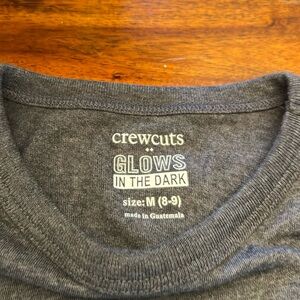 crewcuts
GLOWS
IN THE DARK
size: M (8-9)
made in Guatemala